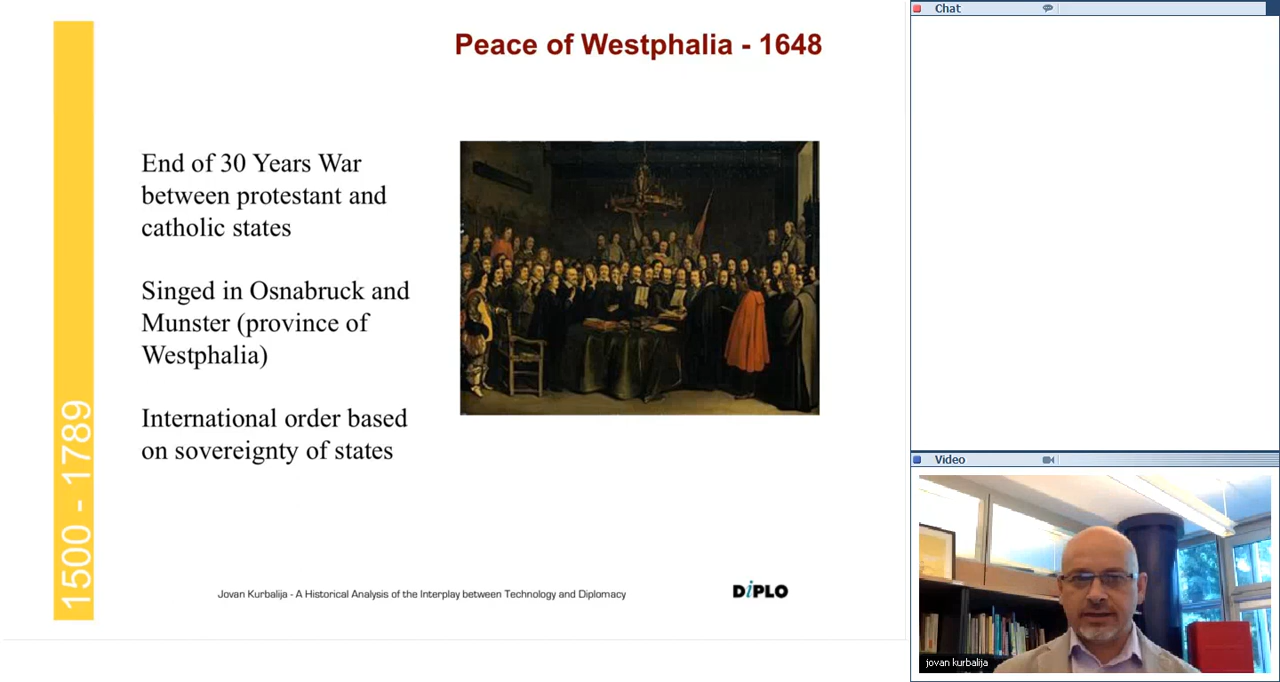 Peace of Westphalia - 1648
End of 30 Years War
between protestant and
catholic states
Singed in Osnabruck and
Munster (province of
Westphalia)
International order based
on sovereignty of states
1500 - 1789
Jovan Kurbalija - A Historical Analysis of the Interplay between Technology and Diplomacy
DiPLO
Chat
Video
jovan kurbalija